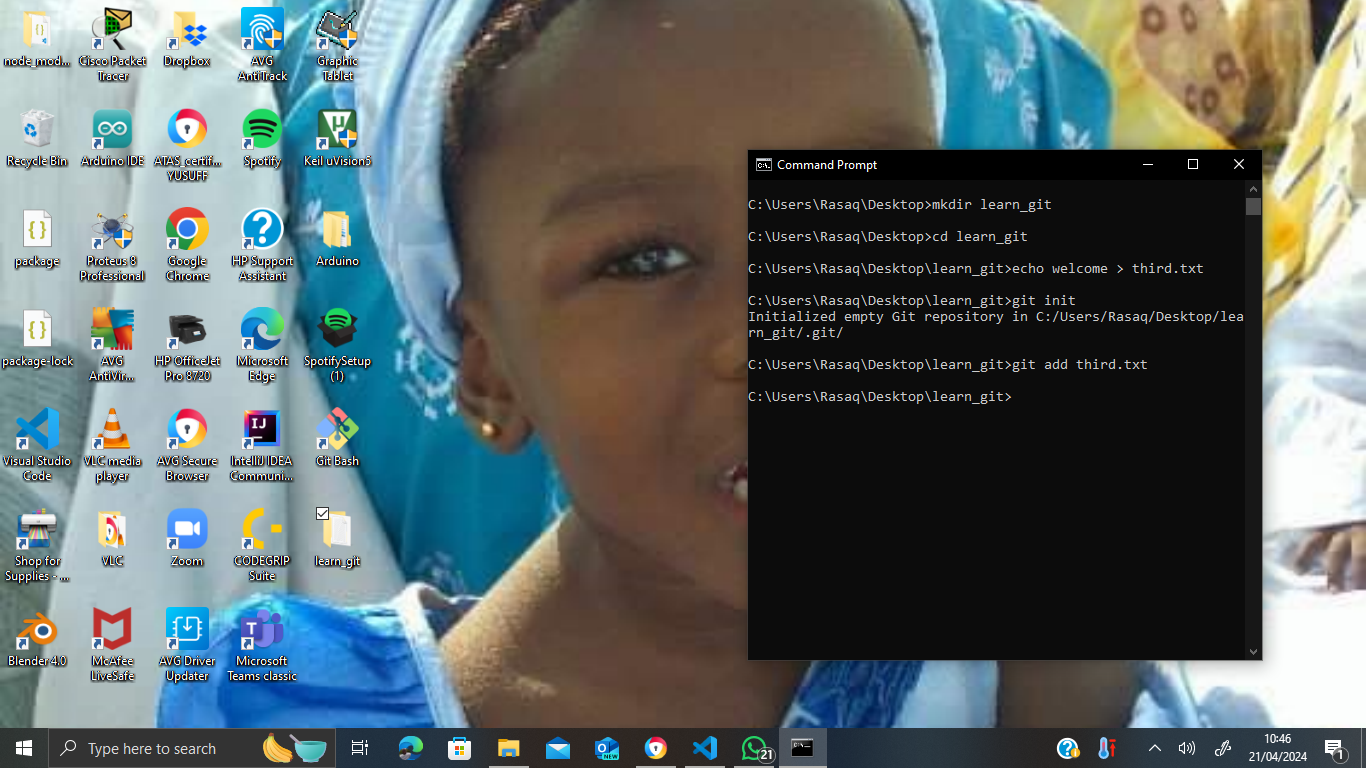 node_mod...
Cisco Packet
Tracer
Dropbox
AVG
AntiTrack
Graphic
Tablet
Recycle Bin
Arduino IDE
ATAS_certif...
YUSUFF
Spotify
Keil uVision5
package
Proteus 8
Professional
Google
Chrome
HP Support
Assistant
Arduino
package-lock
AVG
AntiVir...
HP OfficeJet
Pro 8720
Microsoft
Edge
SpotifySetup
(1)
Visual Studio
Code
VLC media
player
AVG Secure
Browser
IntelliJ IDEA
Communi...
Git Bash
Shop for
Supplies - ...
VLC
Zoom
CODEGRIP
Suite
learn_git
Blender 4.0
McAfee
LiveSafe
AVG Driver
Updater
Microsoft
Teams classic
Command Prompt
C:\Users\Rasaq\Desktop>mkdir learn_git
C:\Users\Rasaq\Desktop>cd learn_git
C:\Users\Rasaq\Desktop\learn_git>echo welcome > third.txt
C:\Users\Rasaq\Desktop\learn_git>git init
Initialized empty Git repository in C:/Users/Rasaq/Desktop/lea
rn_git/.git/
C:\Users\Rasaq\Desktop\learn_git>git add third.txt
C:\Users\Rasaq\Desktop\learn_git>
Type here to search
NEW
21
10:46
21/04/2024
1